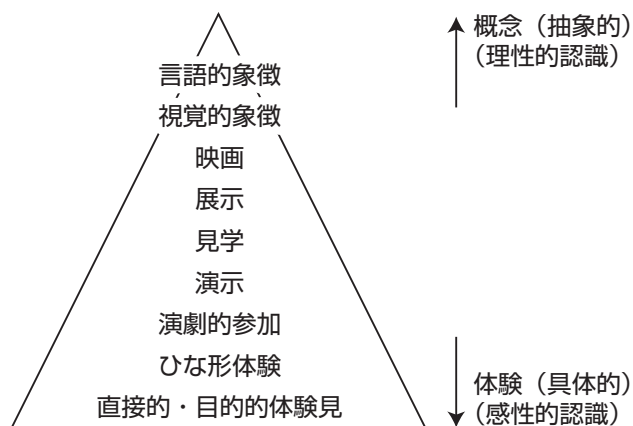 言語的象徴
視覚的象徴
映画
展示
見学
演示
演劇的参加
ひな形体験
直接的・目的的体験見
概念（抽象的）
（理性的認識）
体験（具体的）
（感性的認識）